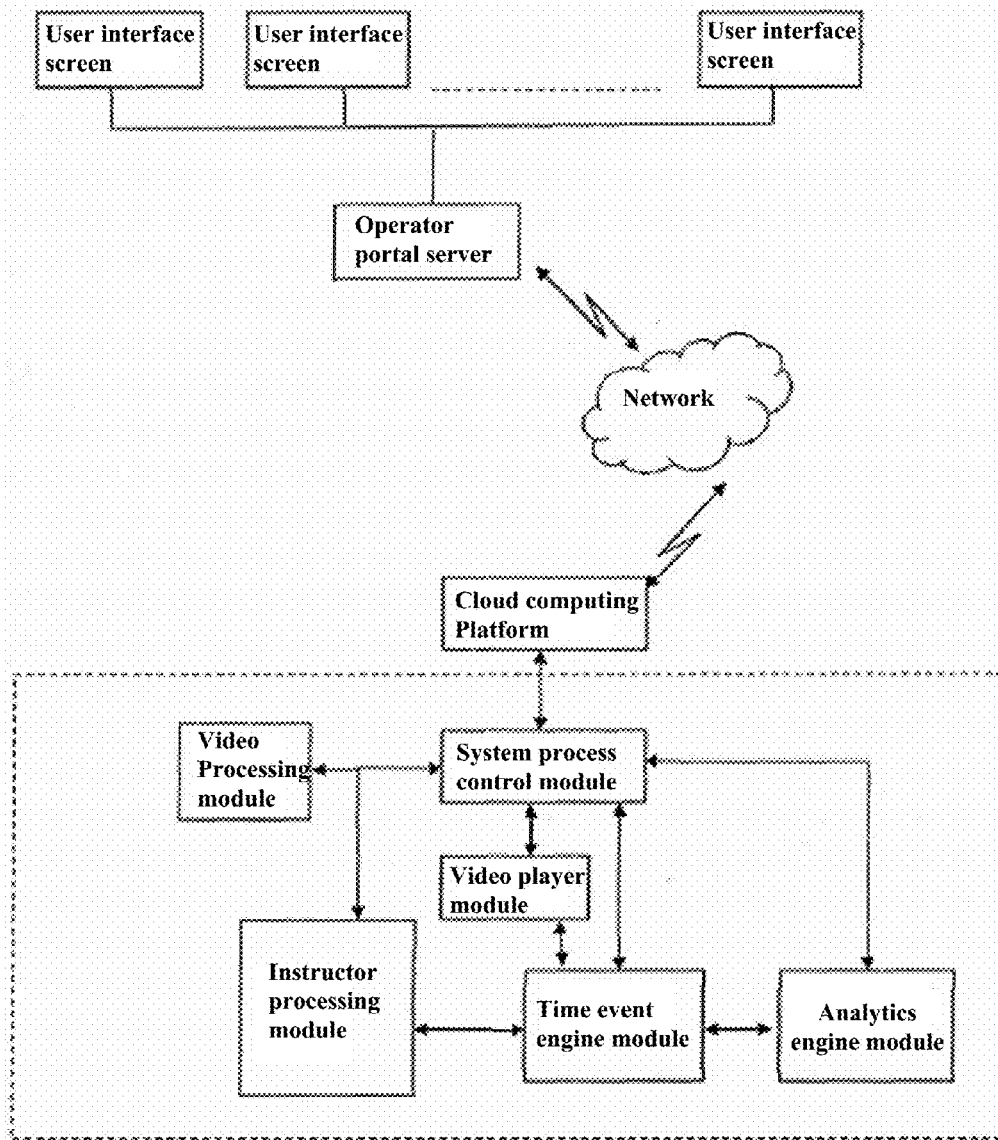 User interface
screen
User interface
screen
User interface
screen
Operator
portal server
Network
Cloud computing
Platform
Video
Processing
module
System process
control module
Video player
module
Instructor
processing
module
Time event
engine module
Analytics
engine module